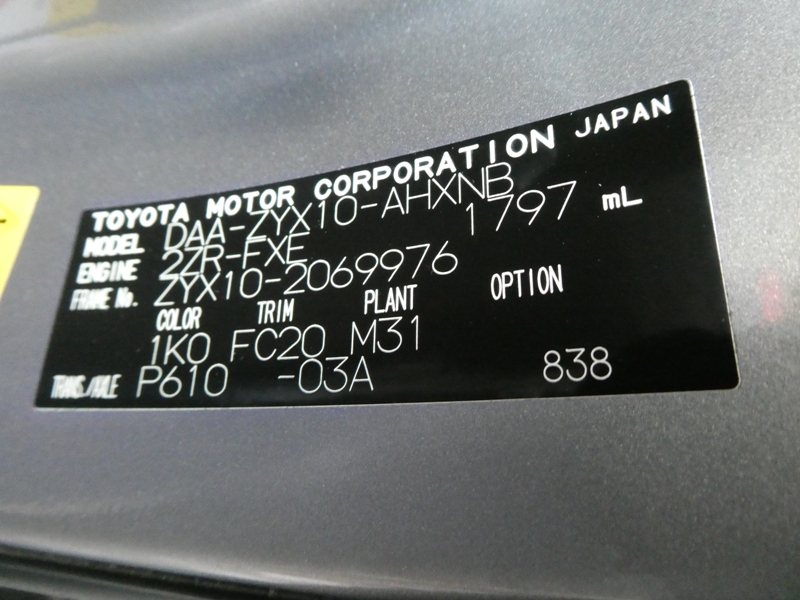 TOYOTA MOTOR CORPORATION JAPAN
MODEL DAA-ZYX10-AHXNB
ENGINE 2ZR-FXE 1797 mL
FRAME No. ZYX10-2069976
COLOR TRIM PLANT OPTION
1K0 FC20 M31
TRANS./AXLE P610 -03A 838